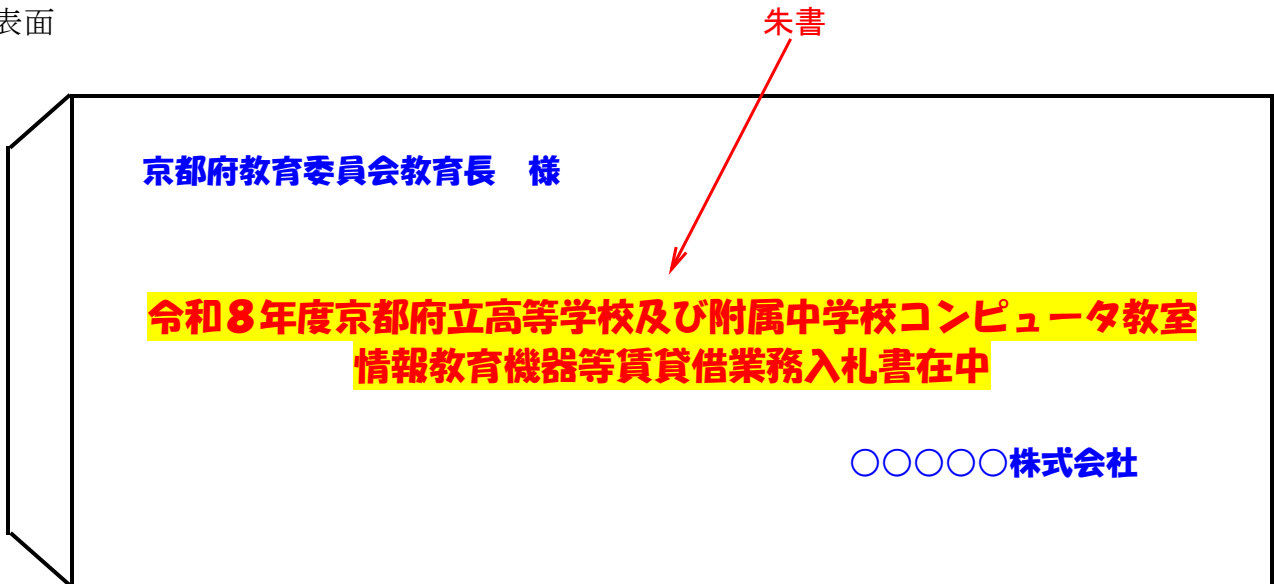 表面
朱書
京都府教育委員会教育長　様
令和８年度京都府立高等学校及び附属中学校コンピュータ教室
情報教育機器等賃貸借業務入札書在中
○○○○○株式会社